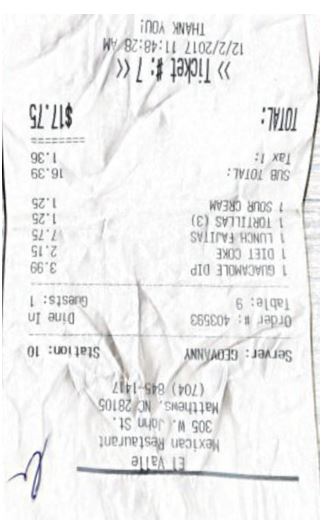 El Valle
Mexican Restaurant
305 W. John St.
Matthews, NC 28105
(704) 845-1417
Server: GEOVANNY Station: 10
Order #: 403593 Dine In
Table: 9 Guests: 1
1 GUACAMOLE DIP 3.99
1 DIET COKE 2.15
1 LUNCH FAJITAS 7.75
1 TORTILLAS (3) 1.25
1 SOUR CREAM 1.25
SUB TOTAL: 16.39
Tax 1: 1.36
========
TOTAL: $17.75
>> Ticket #: 7 <<
12/2/2017 11:48:28 AM
THANK YOU!